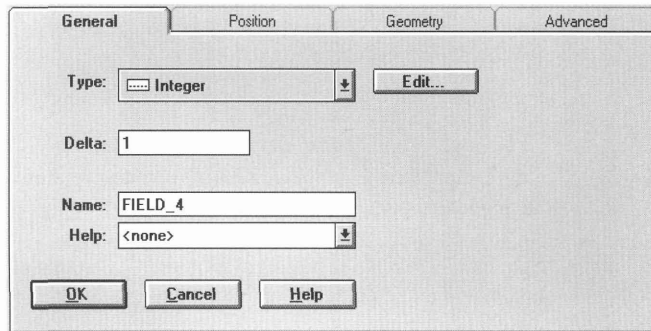 General Position Geometry Advanced
Type: Integer Edit...
Delta: 1
Name: FIELD_4
Help: <none>
OK Cancel Help